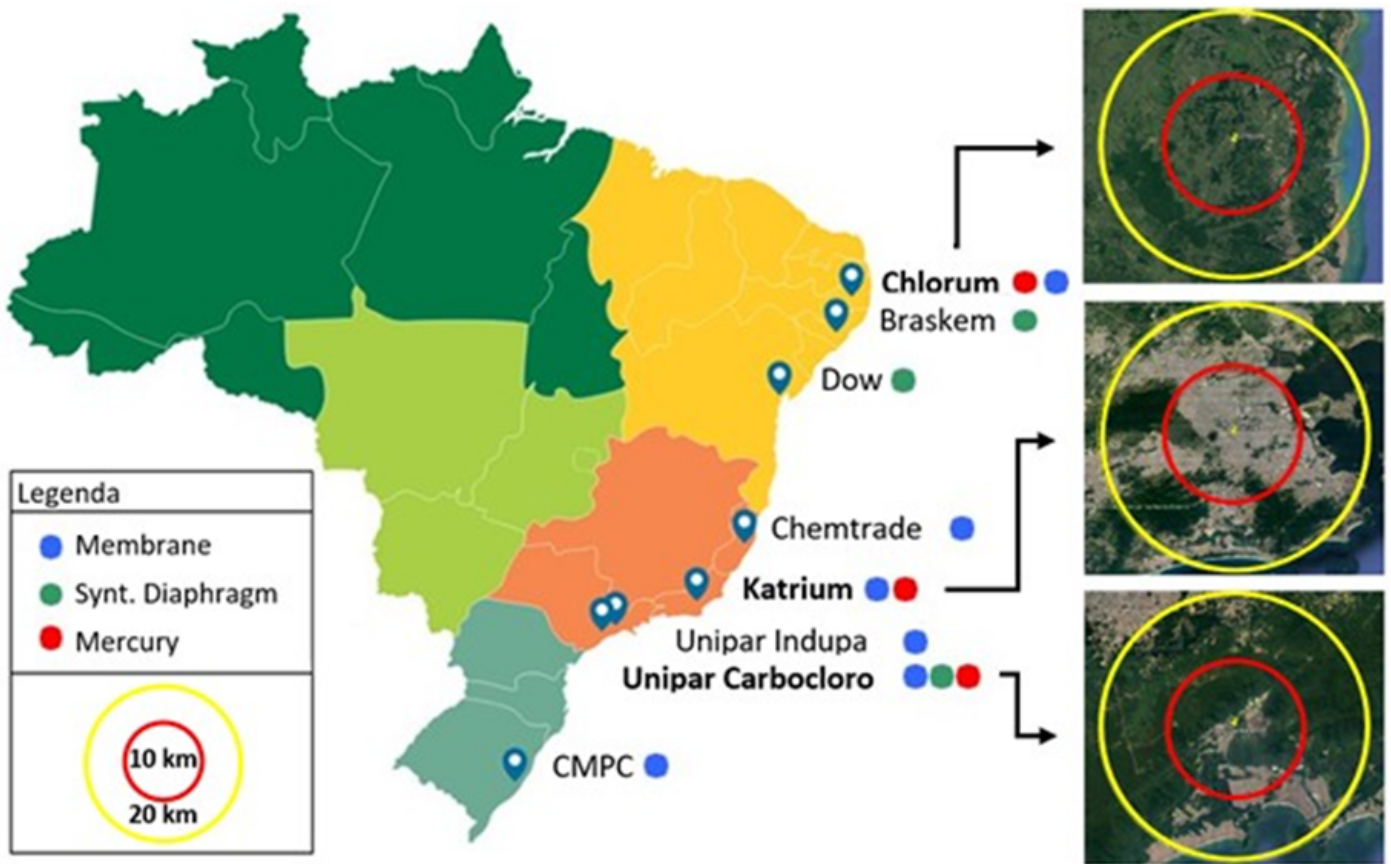 Chlorum
Braskem
Dow
Chemtrade
Katrium
Unipar Indupa
Unipar Carbocloro
CMPC
Legenda
Membrane
Synt. Diaphragm
Mercury
10 km
20 km